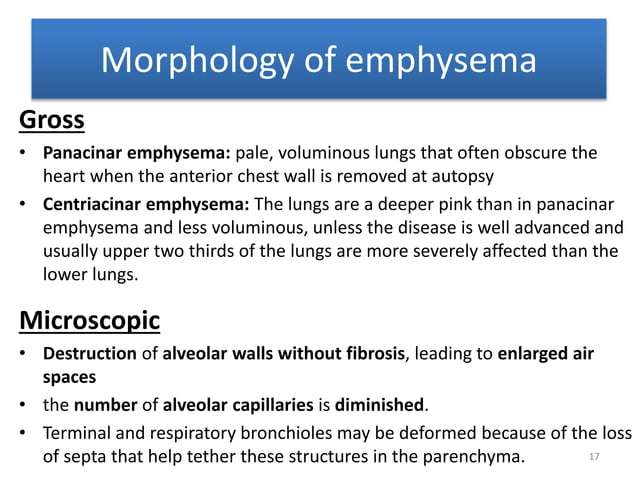 Morphology of emphysema
Gross
• Panacinar emphysema: pale, voluminous lungs that often obscure the
heart when the anterior chest wall is removed at autopsy
• Centriacinar emphysema: The lungs are a deeper pink than in panacinar
emphysema and less voluminous, unless the disease is well advanced and
usually upper two thirds of the lungs are more severely affected than the
lower lungs.
Microscopic
• Destruction of alveolar walls without fibrosis, leading to enlarged air
spaces
• the number of alveolar capillaries is diminished.
• Terminal and respiratory bronchioles may be deformed because of the loss
of septa that help tether these structures in the parenchyma.
17